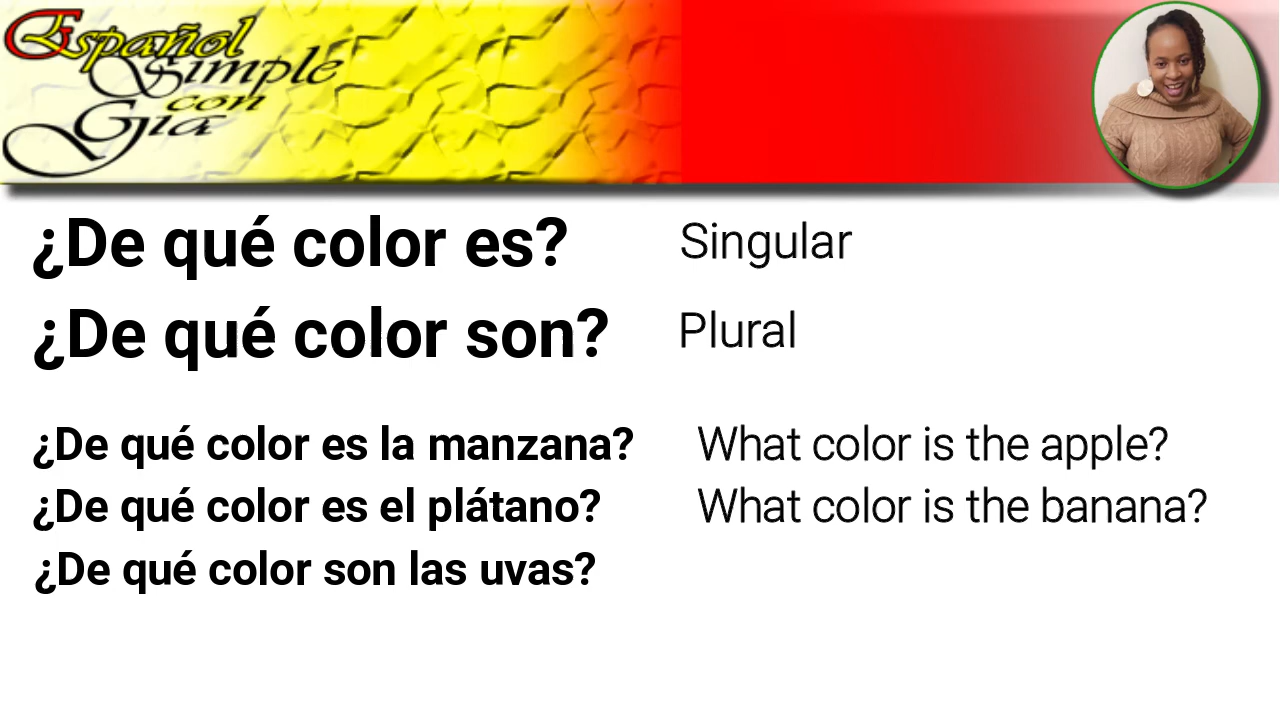 Español
Simple
con
Gia
¿De qué color es? Singular
¿De qué color son? Plural
¿De qué color es la manzana? What color is the apple?
¿De qué color es el plátano? What color is the banana?
¿De qué color son las uvas?